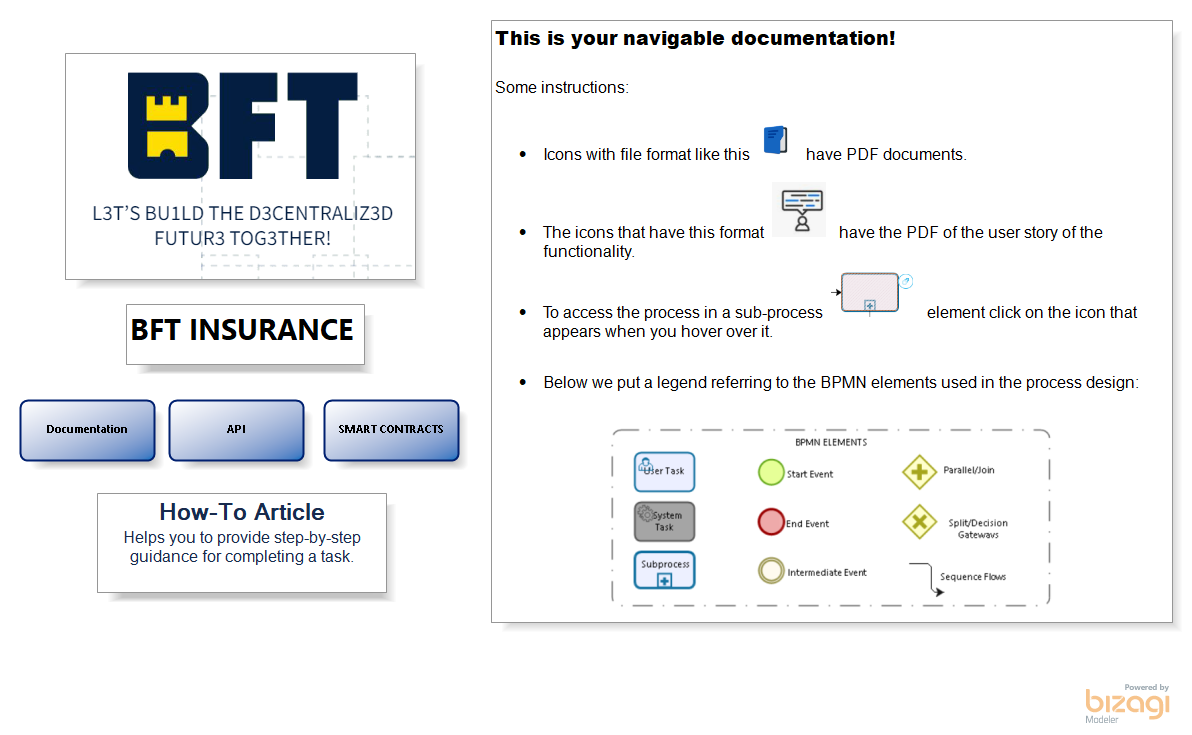 BFT
L3T'S BU1LD THE D3CENTRALIZ3D
FUTUR3 TOG3THER!
BFT INSURANCE
Documentation
API
SMART CONTRACTS
How-To Article
Helps you to provide step-by-step
guidance for completing a task.
This is your navigable documentation!
Some instructions:
• Icons with file format like this have PDF documents.
• The icons that have this format have the PDF of the user story of the
functionality.
• To access the process in a sub-process element click on the icon that
appears when you hover over it.
• Below we put a legend referring to the BPMN elements used in the process design:
BPMN ELEMENTS
User Task
Start Event
Parallel/Join
System
Task
End Event
Split/Decision
Gateways
Subprocess
Intermediate Event
Sequence Flows
Powered by
bizagi
Modeler